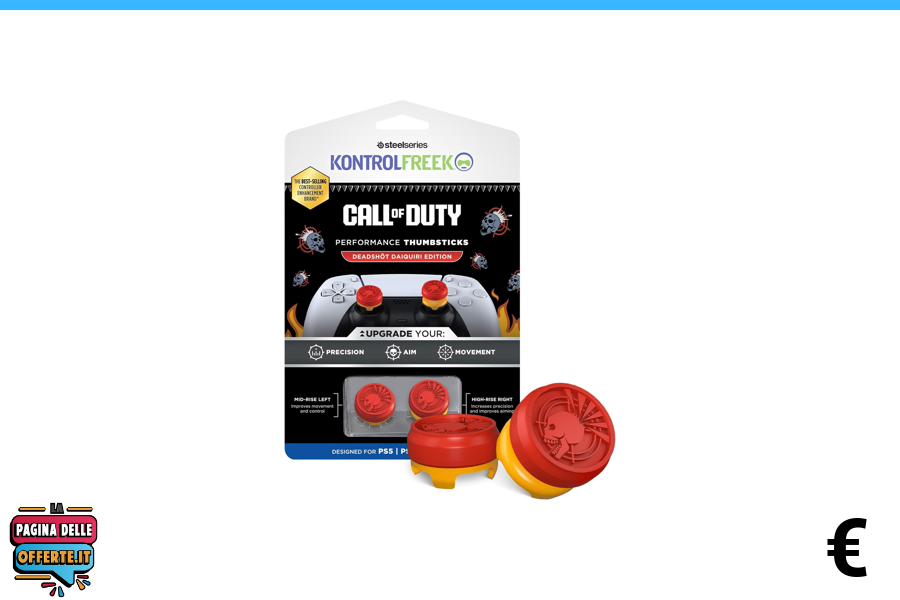 steelseries
KONTROLFREEK
THE BEST-SELLING
CONTROLLER
ENHANCEMENT
BRAND*
CALL OF DUTY
PERFORMANCE THUMBSTICKS
DEADSHÖT DAIQUIRI EDITION
UPGRADE YOUR:
PRECISION AIM MOVEMENT
MID-RISE LEFT
Improves movement
and control
HIGH-RISE RIGHT
Increases precision
and improves aiming
DESIGNED FOR PS5 |
LA
PAGINA DELLE
OFFERTE.IT
€